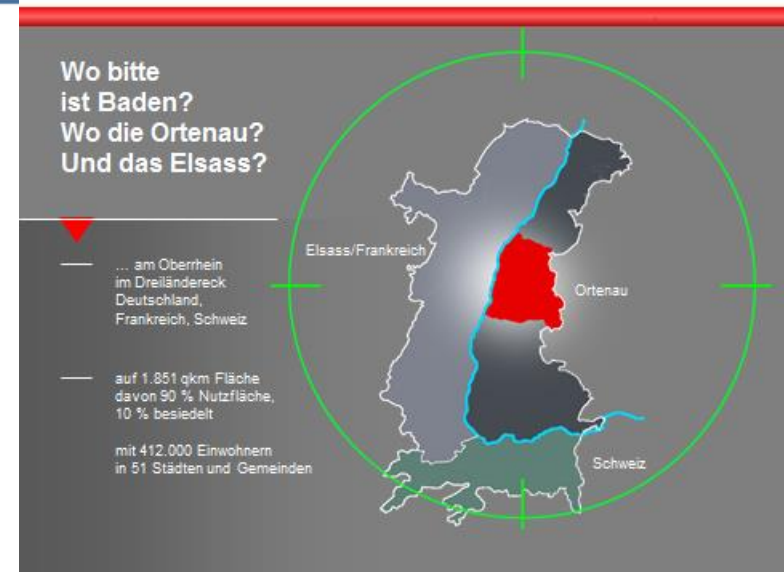 Wo bitte
ist Baden?
Wo die Ortenau?
Und das Elsass?
... am Oberrhein
im Dreiländereck
Deutschland,
Frankreich, Schweiz
auf 1.851 qkm Fläche
davon 90 % Nutzfläche,
10 % besiedelt
mit 412.000 Einwohnern
in 51 Städten und Gemeinden
Elsass/Frankreich
Ortenau
Schweiz